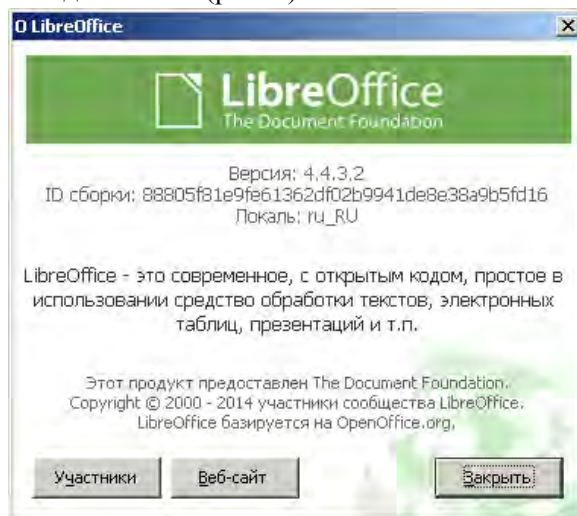 О LibreOffice
LibreOffice
The Document Foundation
Версия: 4.4.3.2
ID сборки: 88805f81e9fe61362df02b9941de8e38a9b5fd16
Локаль: ru_RU
LibreOffice - это современное, с открытым кодом, простое в
использовании средство обработки текстов, электронных
таблиц, презентаций и т.п.
Этот продукт предоставлен The Document Foundation.
Copyright © 2000 - 2014 участники сообщества LibreOffice.
LibreOffice базируется на OpenOffice.org.
Участники Веб-сайт Закрыть